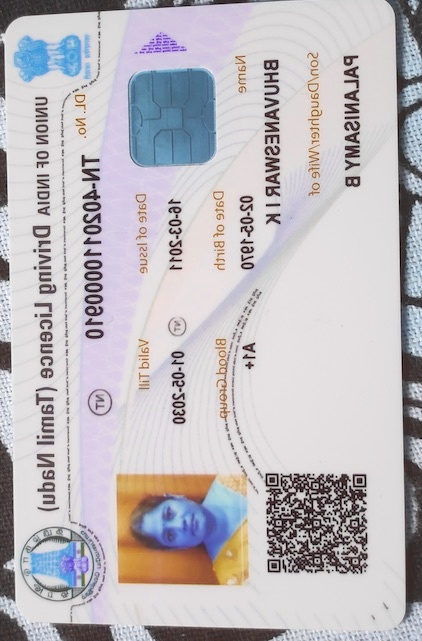 UNION OF INDIA Driving Licence (Tamil Nadu)
DL. No. TN-4020110000910 TN
Date of Issue Valid Till
16-03-2011 TN 01-05-2030
Date of Birth Blood Group
02-05-1970 A1+
Name
BHUVANESWARI K
Son/Daughter/Wife of
PALANISAMY B